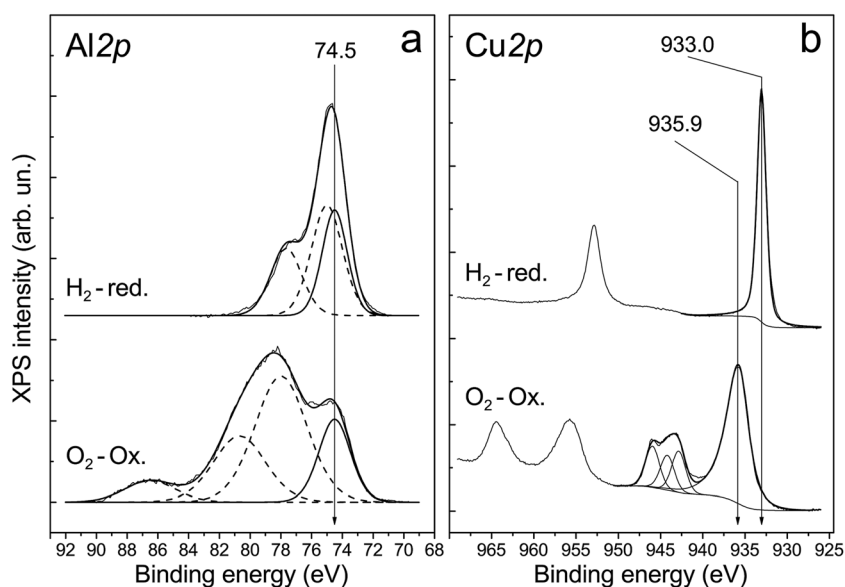 Al2p
a
74.5
H₂-red.
O₂-Ox.
XPS intensity (arb. un.)
92 90 88 86 84 82 80 78 76 74 72 70 68
Binding energy (eV)
Cu2p
b
933.0
935.9
H₂-red.
O₂-Ox.
965 960 955 950 945 940 935 930 925
Binding energy (eV)